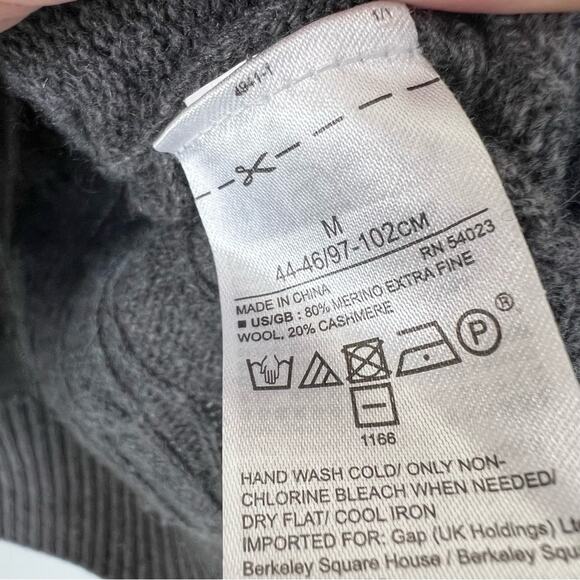 1/1
4941-1
M
44-46/97-102CM
RN 54023
MADE IN CHINA
■ US/GB : 80% MERINO EXTRA FINE
WOOL, 20% CASHMERE
P®
1166
HAND WASH COLD/ ONLY NON-
CHLORINE BLEACH WHEN NEEDED/
DRY FLAT/ COOL IRON
IMPORTED FOR: Gap (UK Holdings) Lt
Berkeley Square House / Berkeley Squ